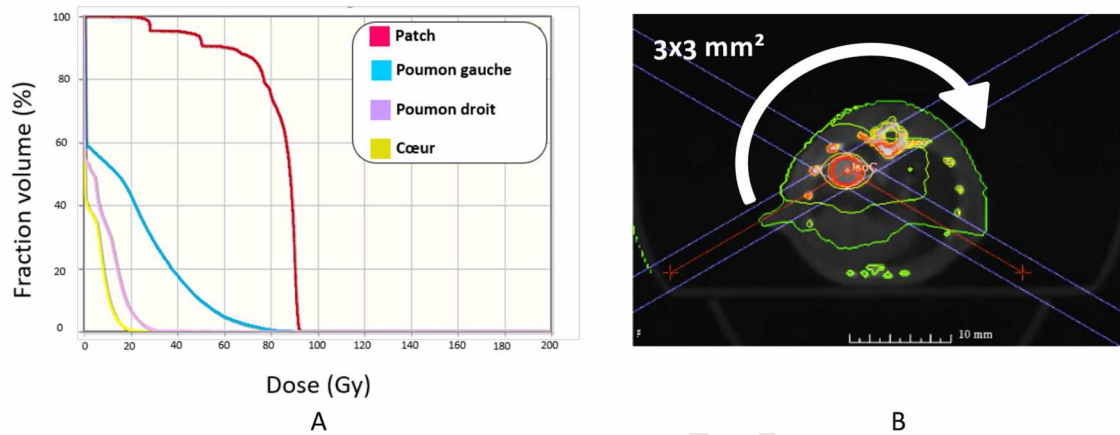 100
80
60
40
20
0
Fraction volume (%)
0 20 40 60 80 100 120 140 160 180 200
Dose (Gy)
Patch
Poumon gauche
Poumon droit
Cœur
A
3x3 mm²
10 mm
B